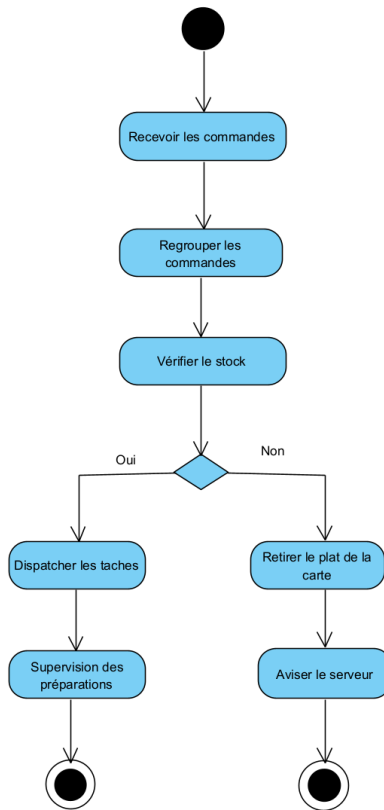 Recevoir les commandes
Regrouper les
commandes
Vérifier le stock
Oui
Non
Dispatcher les taches
Retirer le plat de la
carte
Supervision des
préparations
Aviser le serveur